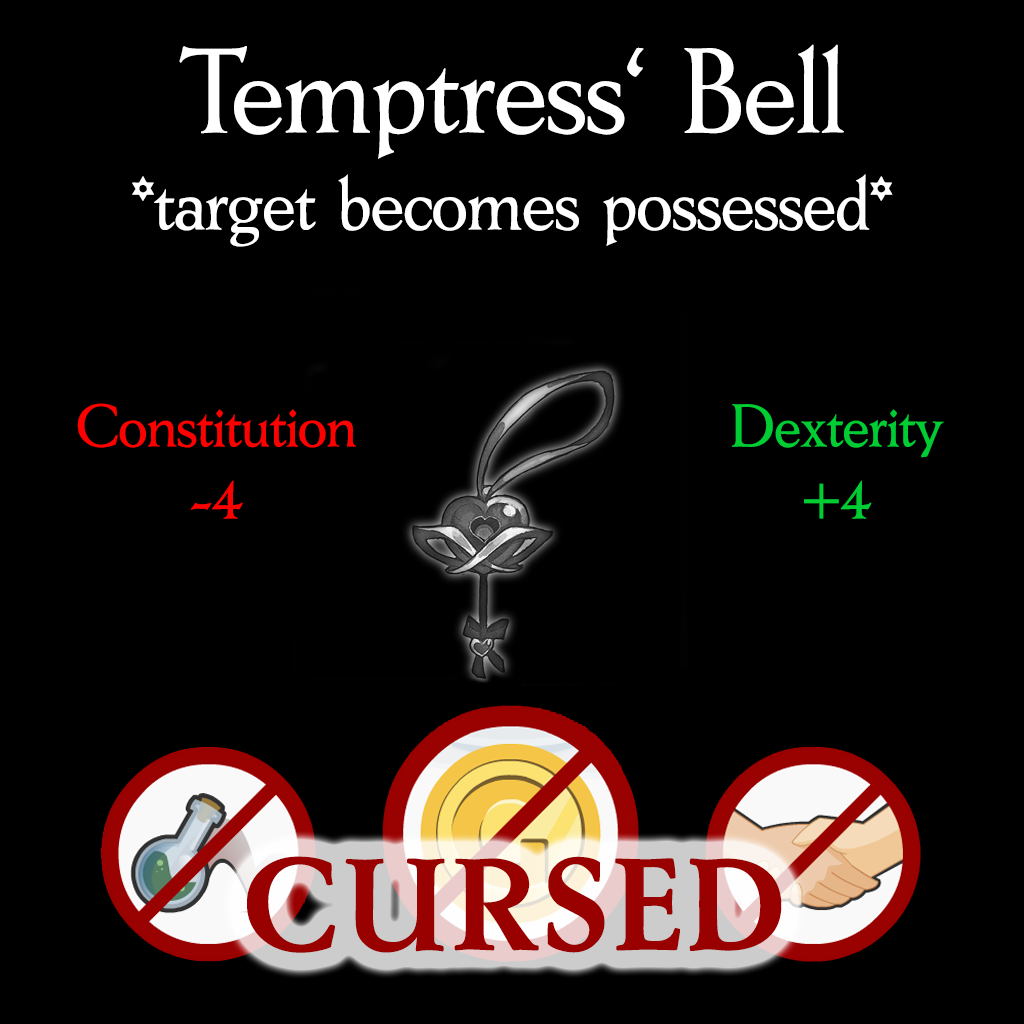 Temptress‘ Bell
*target becomes possessed*
Constitution
-4
Dexterity
+4
CURSED